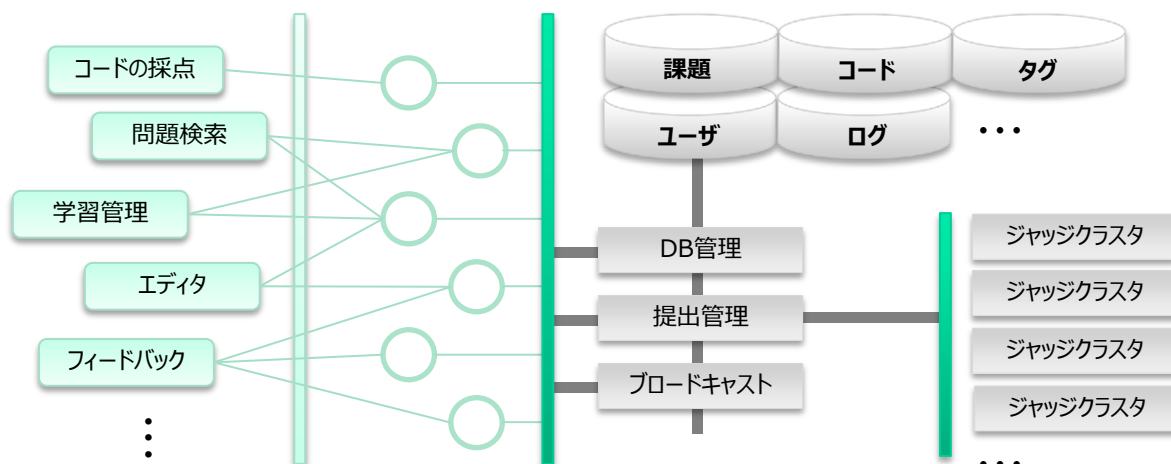 コードの採点
問題検索
学習管理
エディタ
フィードバック
⋮
課題
コード
タグ
ユーザ
ログ
…
DB管理
提出管理
ブロードキャスト
ジャッジクラスタ
ジャッジクラスタ
ジャッジクラスタ
ジャッジクラスタ
…